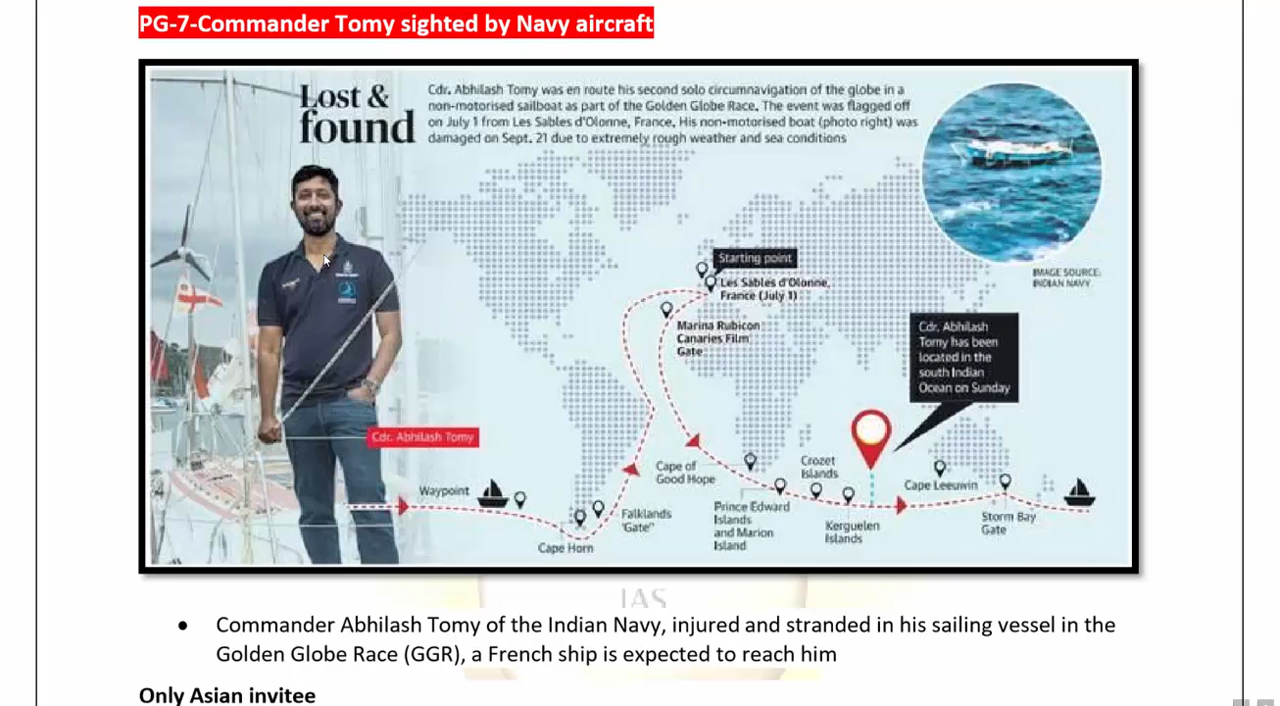 PG-7-Commander Tomy sighted by Navy aircraft
Lost &
found
Cdr. Abhilash Tomy was en route his second solo circumnavigation of the globe in a
non-motorised sailboat as part of the Golden Globe Race. The event was flagged off
on July 1 from Les Sables d'Olonne, France. His non-motorised boat (photo right) was
damaged on Sept. 21 due to extremely rough weather and sea conditions
IMAGE SOURCE:
INDIAN NAVY
Starting point
Les Sables d'Olonne,
France (July 1)
Marina Rubicon
Canaries Film
Gate
Cdr. Abhilash
Tomy has been
located in the
south Indian
Ocean on Sunday
Cdr. Abhilash Tomy
Waypoint
Cape Horn
Falklands
'Gate"
Cape of
Good Hope
Prince Edward
Islands
and Marion
Island
Crozet
Islands
Kerguelen
Islands
Cape Leeuwin
Storm Bay
Gate
IAS
• Commander Abhilash Tomy of the Indian Navy, injured and stranded in his sailing vessel in the
Golden Globe Race (GGR), a French ship is expected to reach him
Only Asian invitee